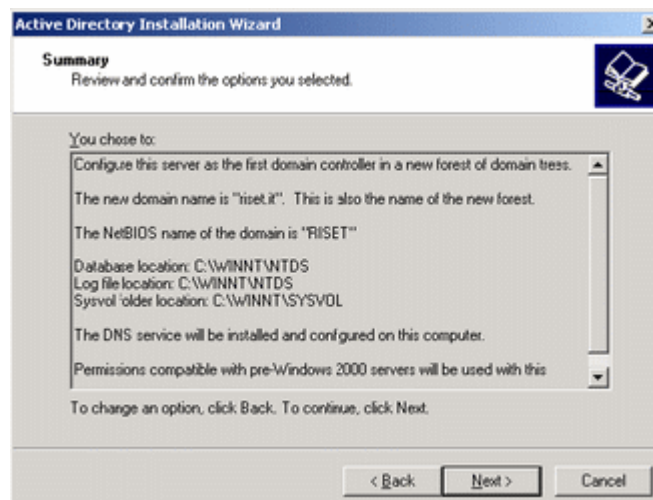 Active Directory Installation Wizard
Summary
Review and confirm the options you selected.
You chose to:
Configure this server as the first domain controller in a new forest of domain trees.
The new domain name is "riset.it". This is also the name of the new forest.
The NetBIOS name of the domain is "RISET"
Database location: C:\WINNT\NTDS
Log file location: C:\WINNT\NTDS
Sysvol folder location: C:\WINNT\SYSVOL
The DNS service will be installed and configured on this computer.
Permissions compatible with pre-Windows 2000 servers will be used with this
To change an option, click Back. To continue, click Next.
< Back Next > Cancel